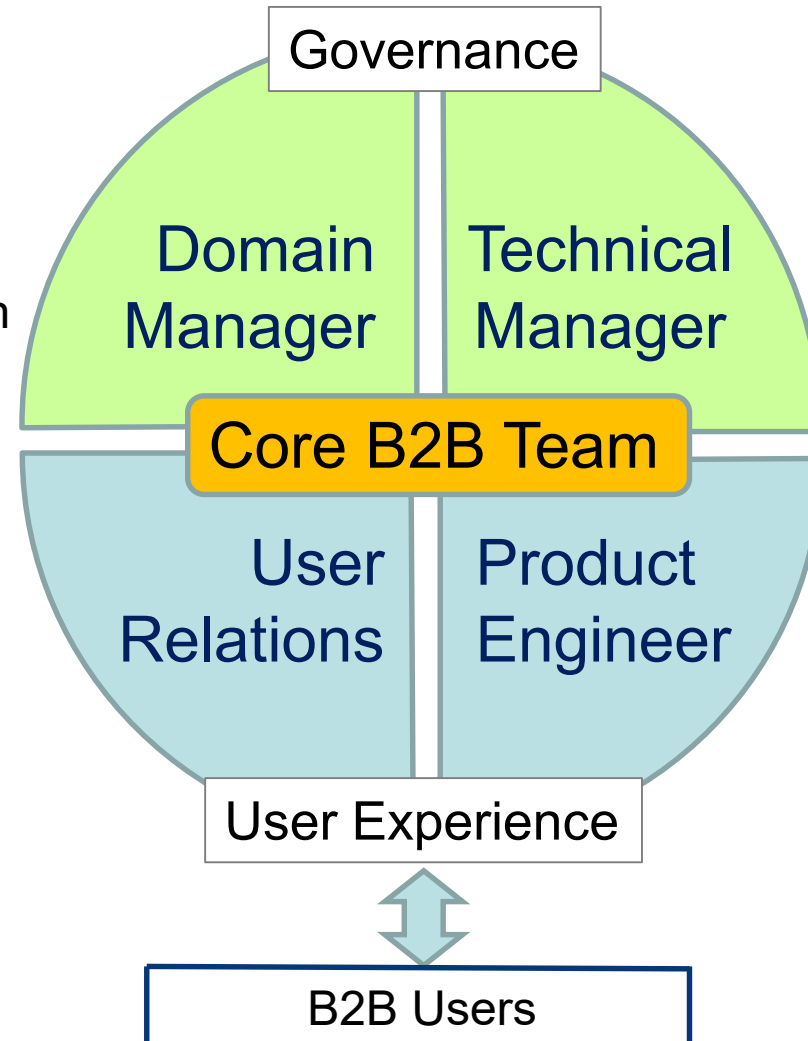 Governance
Domain
Manager
Technical
Manager
Core B2B Team
User
Relations
Product
Engineer
User Experience
B2B Users